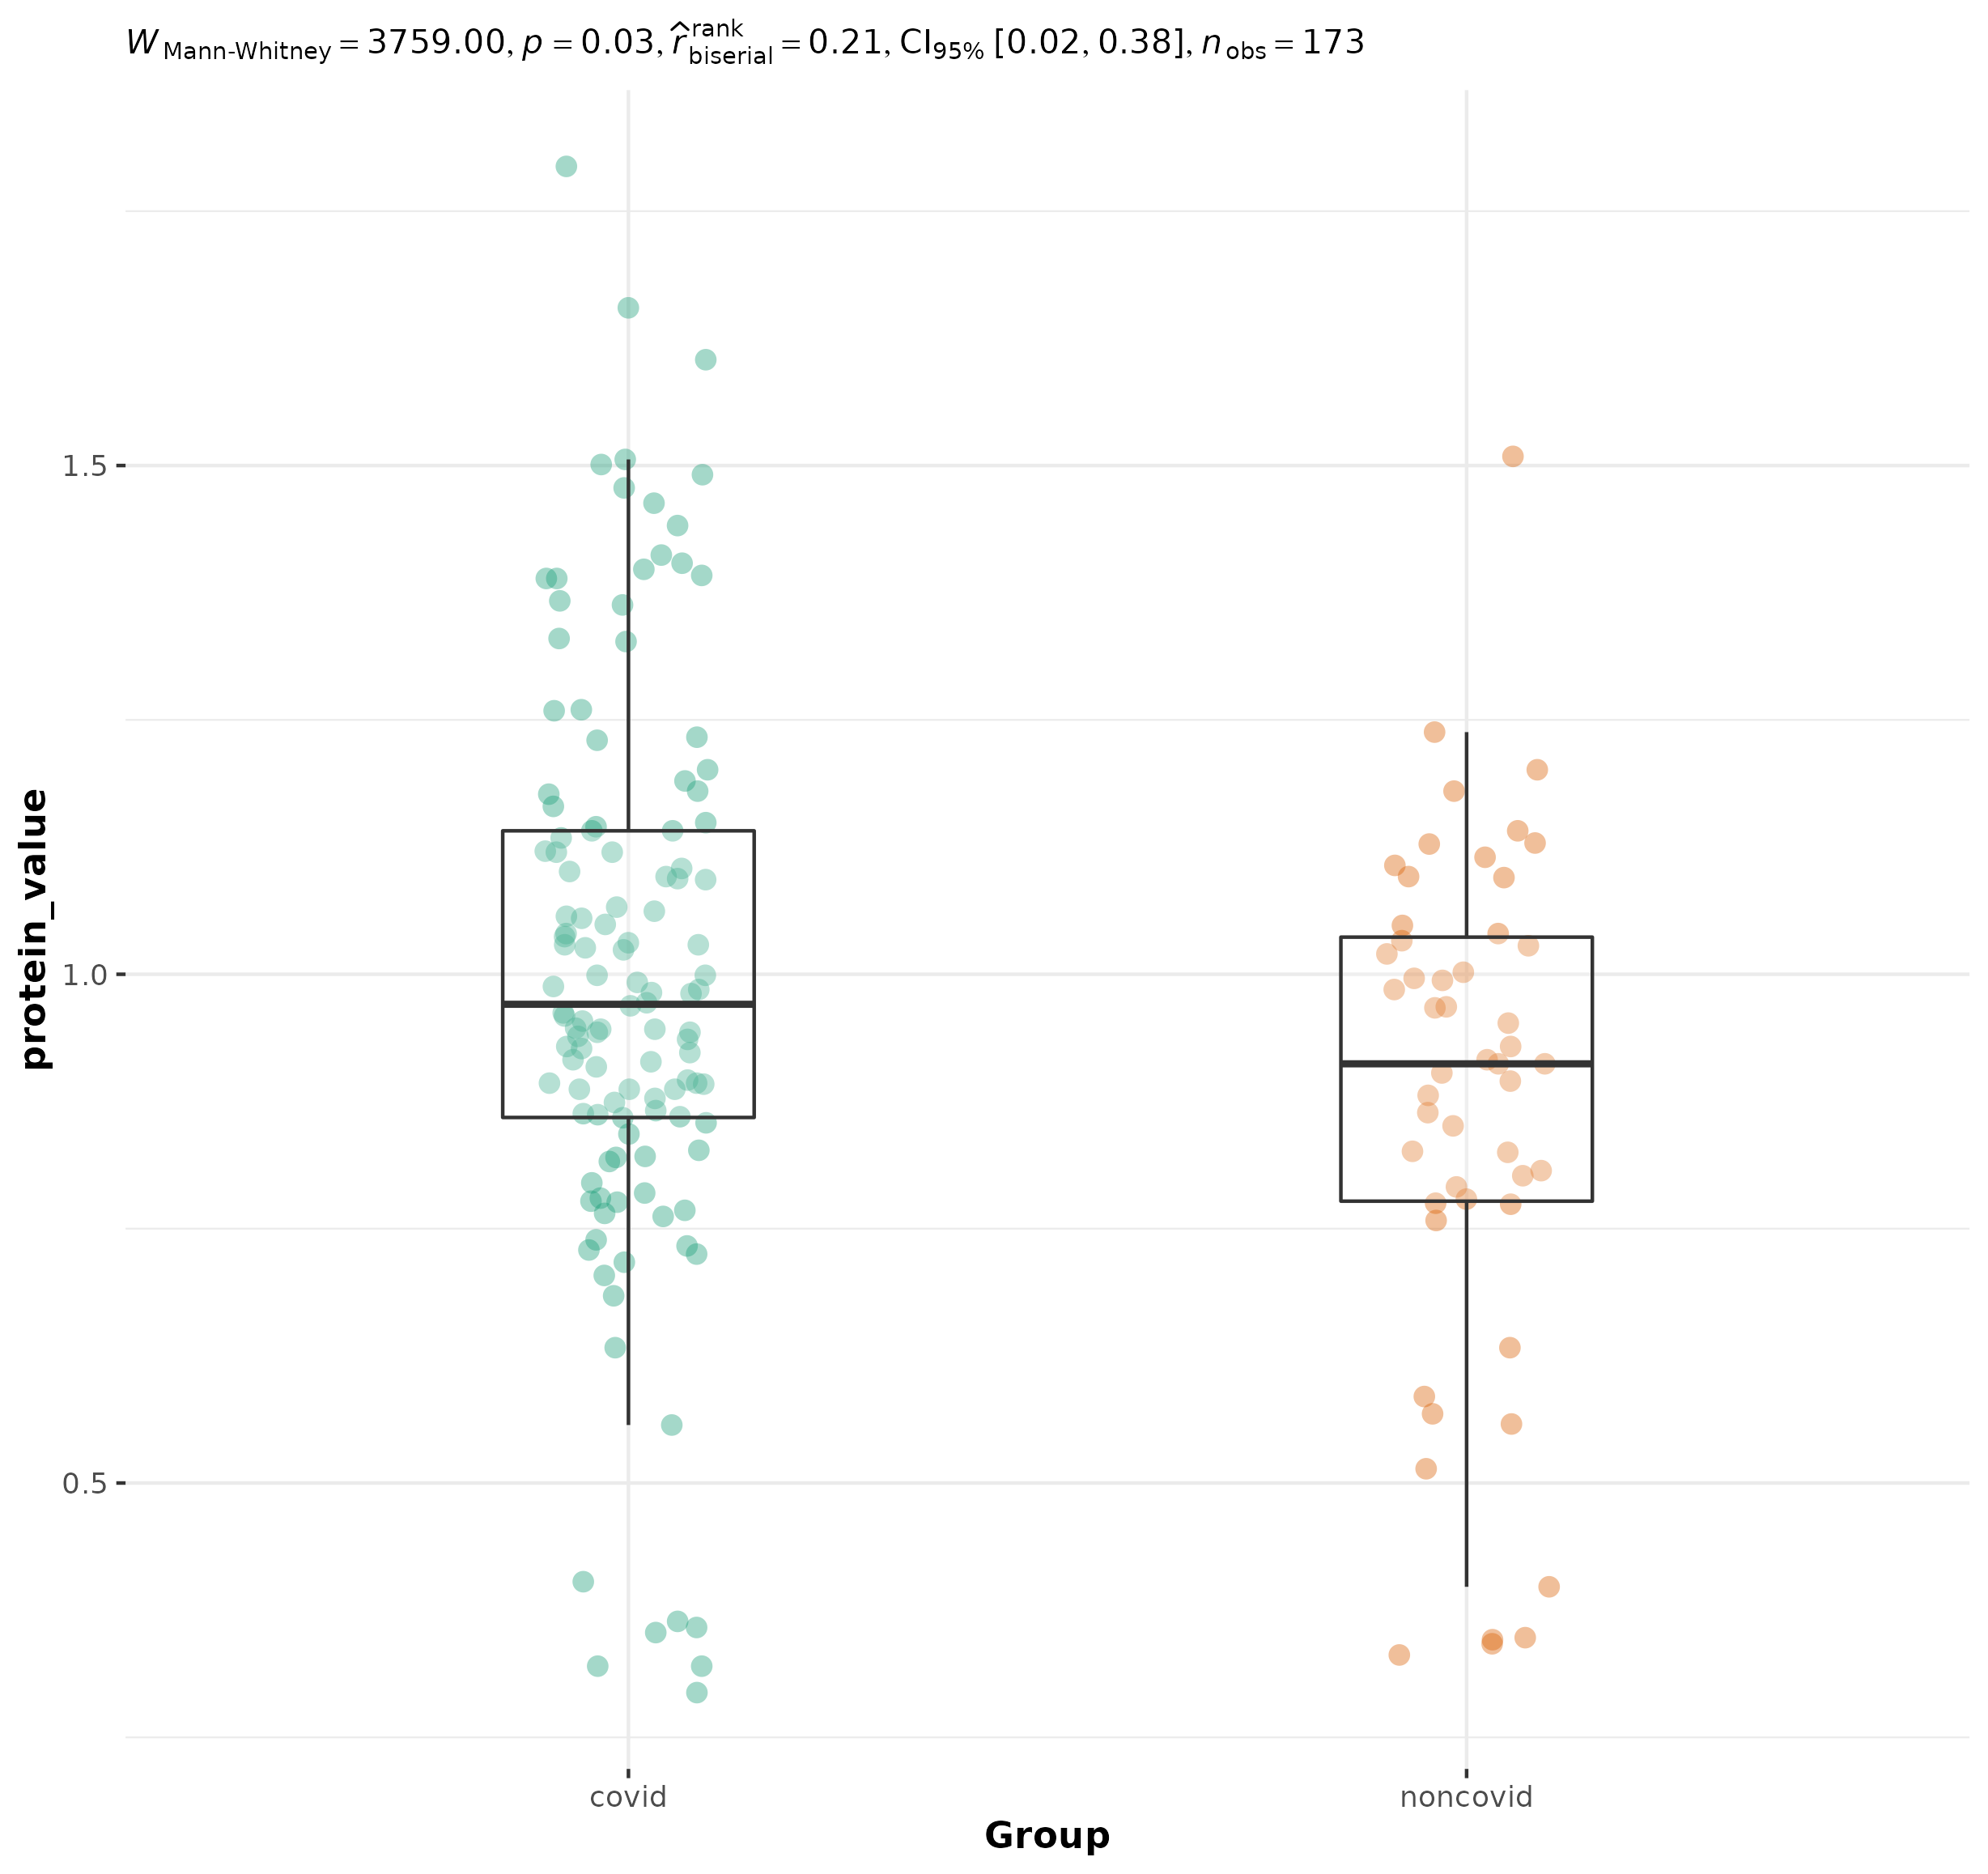 W Mann-Whitney = 3759.00, p = 0.03, r̂ rank biserial = 0.21, CI95% [0.02, 0.38], n obs = 173
protein_value
1.5
1.0
0.5
covid noncovid
Group